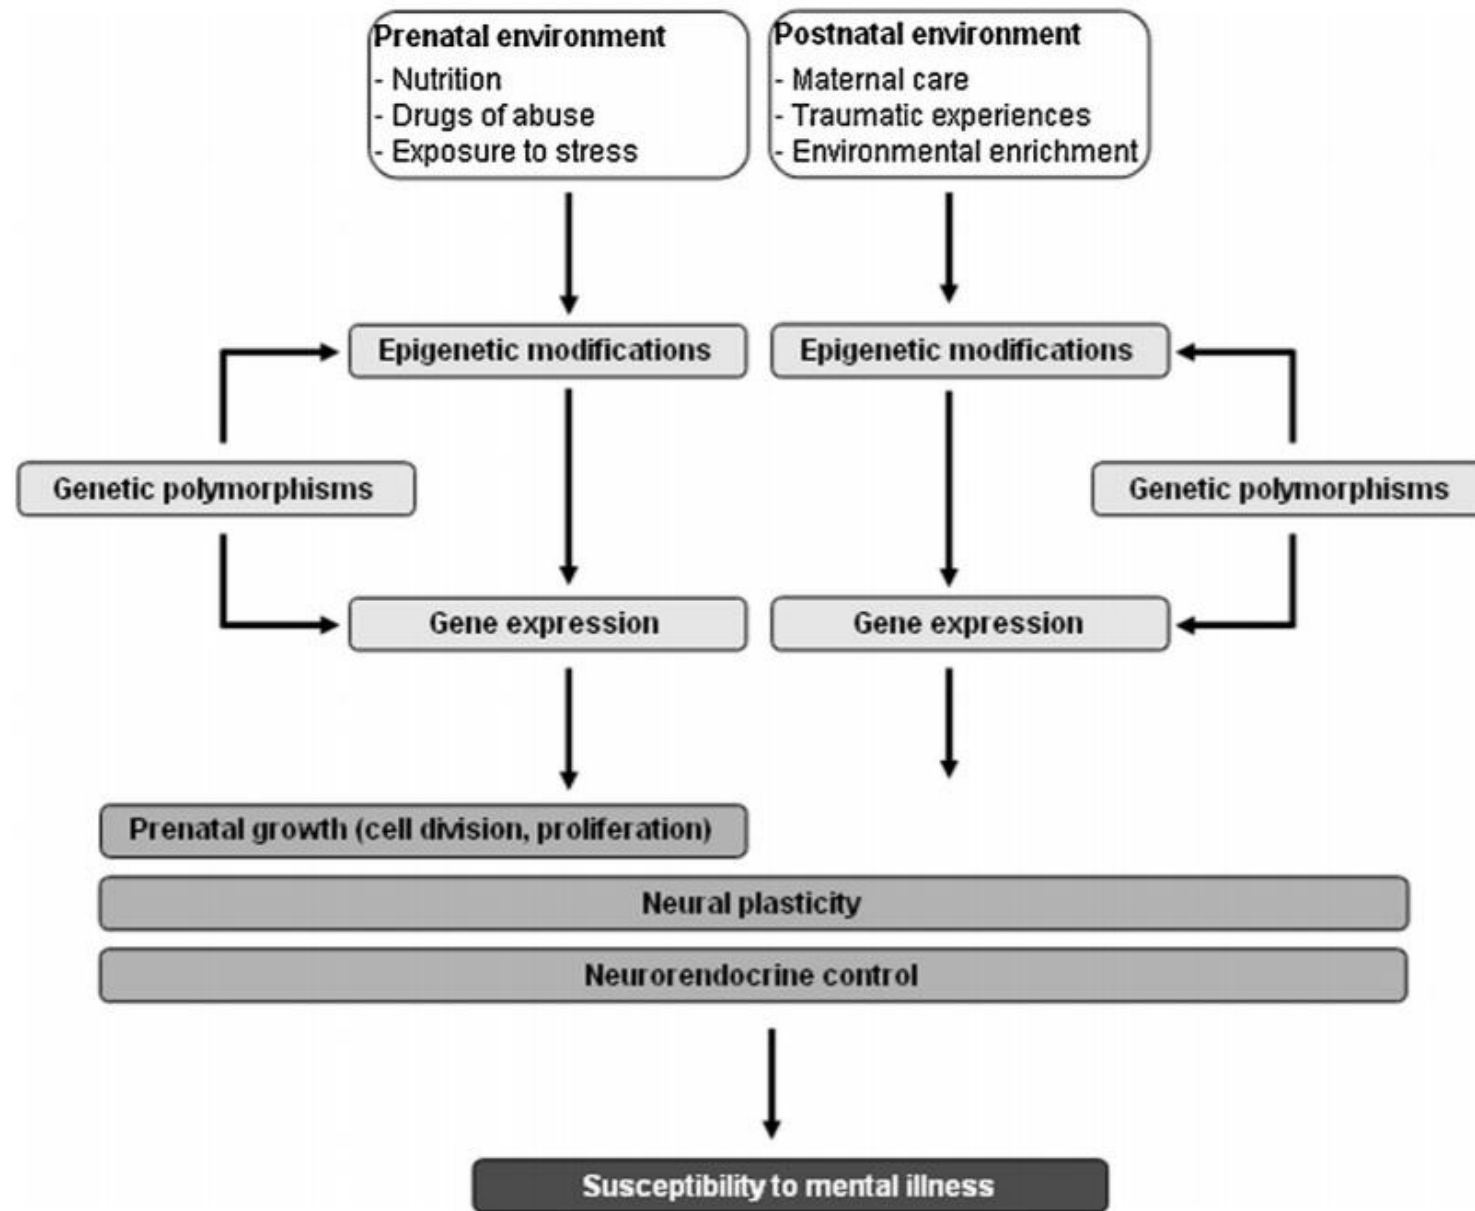 Prenatal environment
- Nutrition
- Drugs of abuse
- Exposure to stress
Postnatal environment
- Maternal care
- Traumatic experiences
- Environmental enrichment
Epigenetic modifications
Epigenetic modifications
Genetic polymorphisms
Genetic polymorphisms
Gene expression
Gene expression
Prenatal growth (cell division, proliferation)
Neural plasticity
Neurorendocrine control
Susceptibility to mental illness